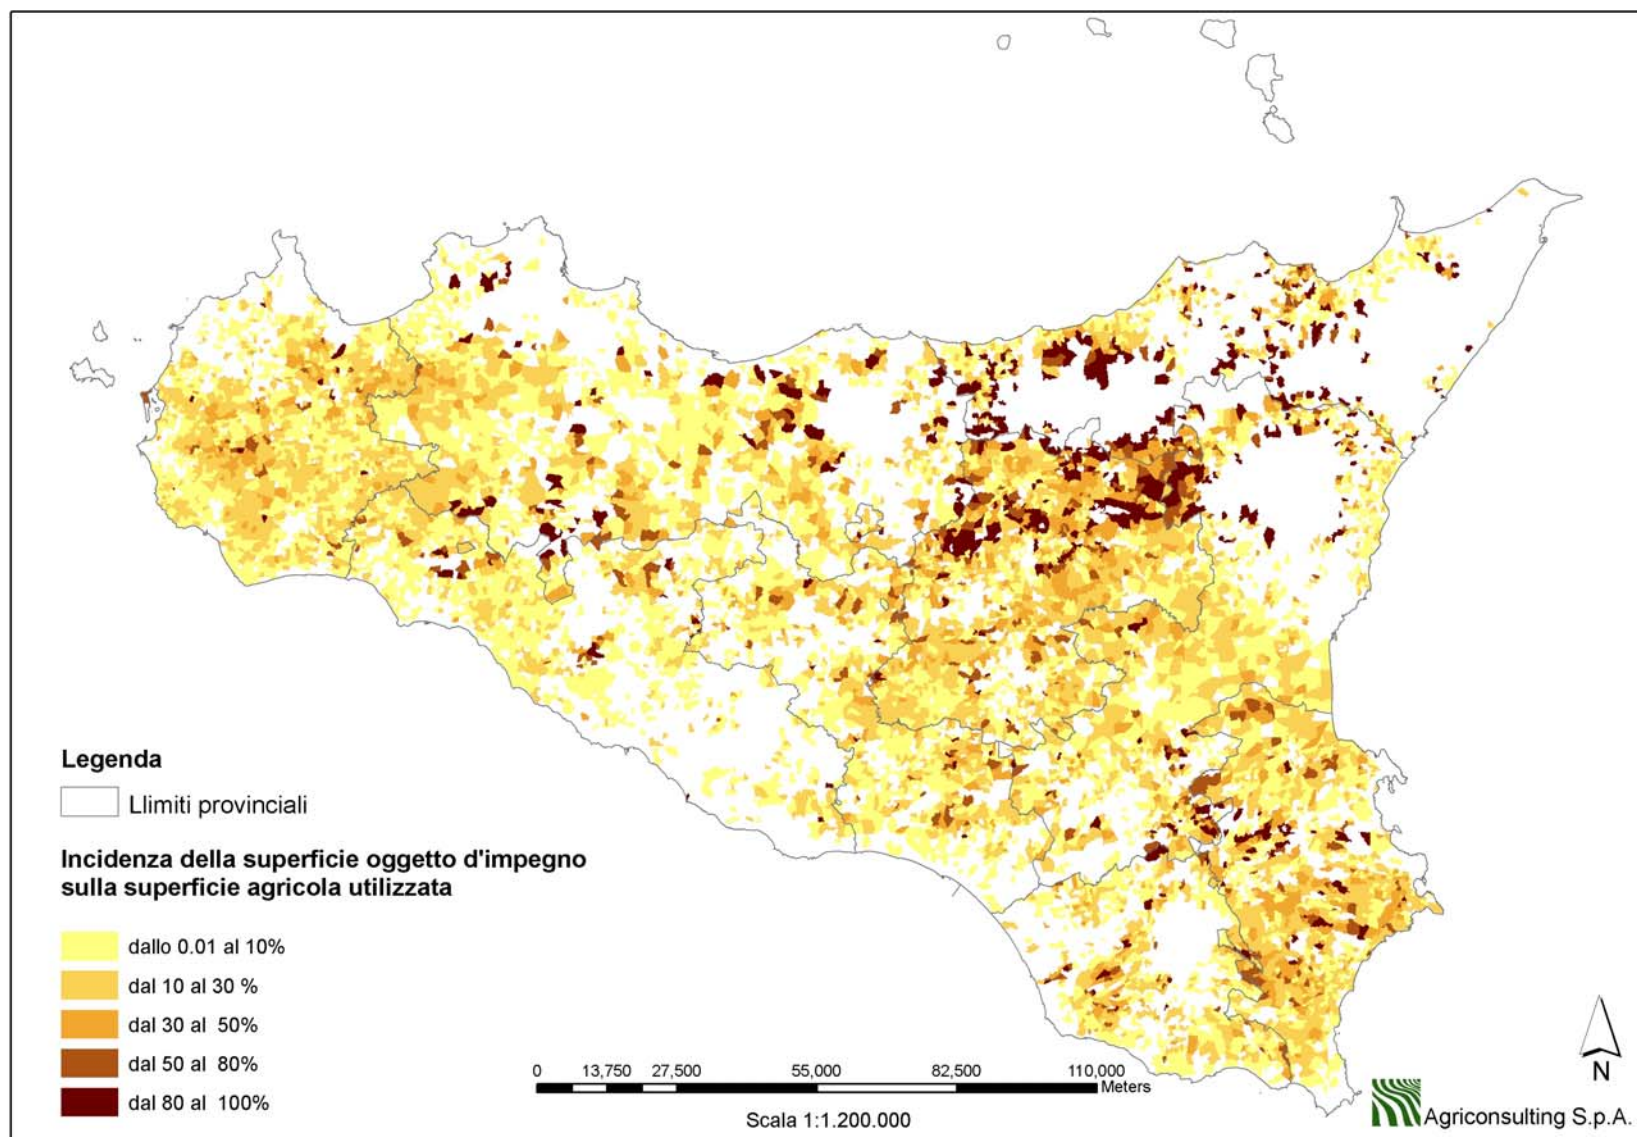 Legenda
Llimiti provinciali
Incidenza della superficie oggetto d'impegno
sulla superficie agricola utilizzata
dallo 0.01 al 10%
dal 10 al 30 %
dal 30 al 50%
dal 50 al 80%
dal 80 al 100%
0 13,750 27,500 55,000 82,500 110,000
Meters
Scala 1:1.200.000
N
Agriconsulting S.p.A.